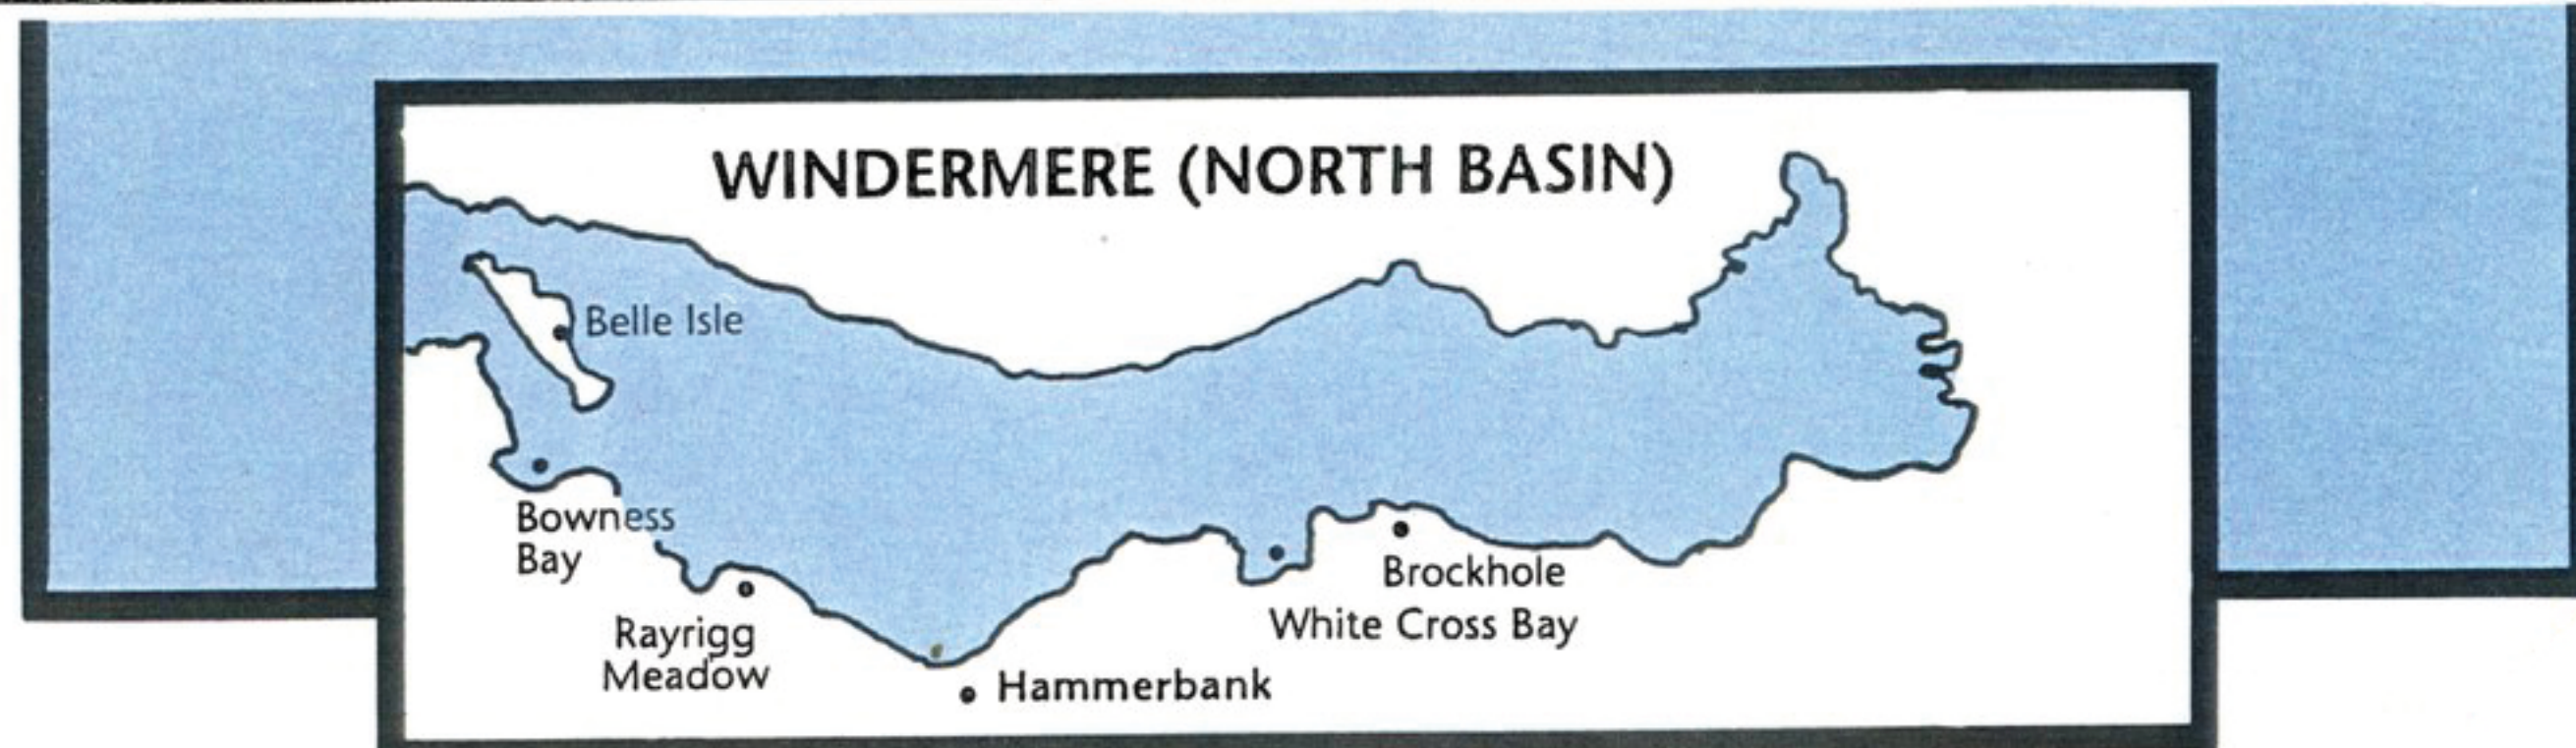 WINDERMERE (NORTH BASIN)
Belle Isle
Bowness
Bay
Rayrigg
Meadow
Hammerbank
Brockhole
White Cross Bay